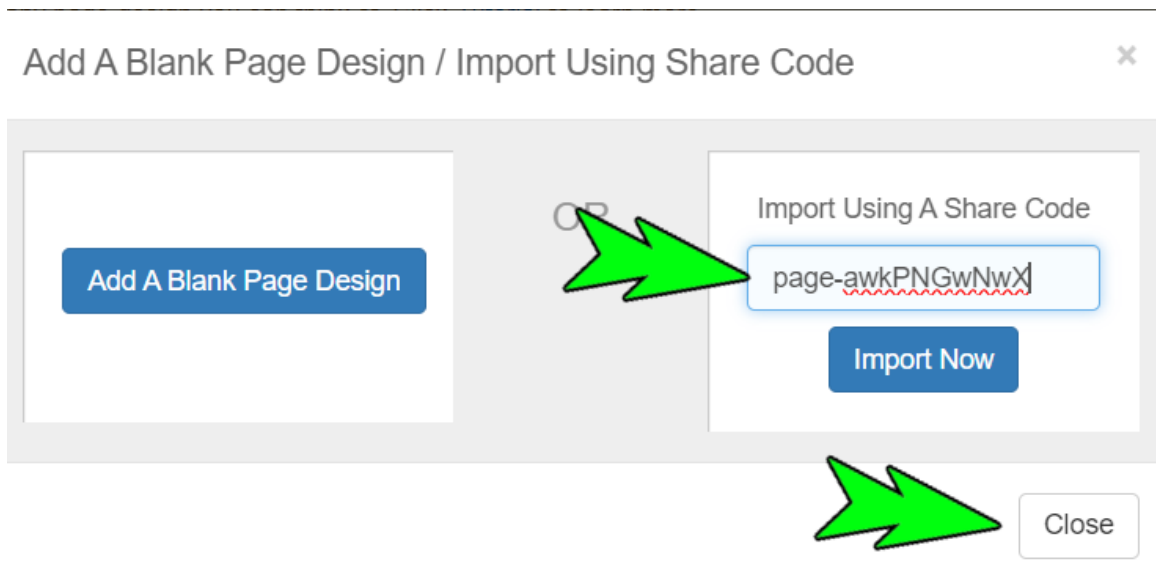 Add A Blank Page Design / Import Using Share Code
×
Add A Blank Page Design
OR
Import Using A Share Code
page-awkPNGwNwX
Import Now
Close